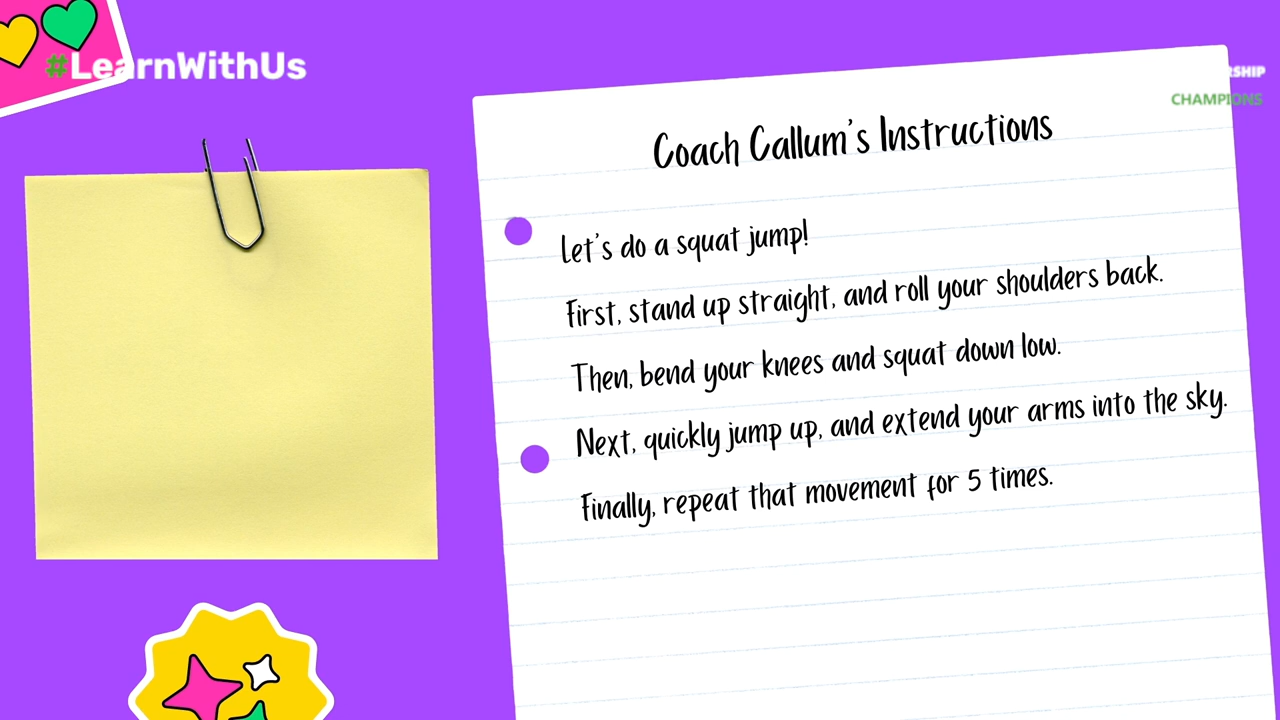 #LearnWithUs
CHAMPIONS
Coach Callum's Instructions
Let's do a squat jump!
First, stand up straight, and roll your shoulders back.
Then, bend your knees and squat down low.
Next, quickly jump up, and extend your arms into the sky.
Finally, repeat that movement for 5 times.